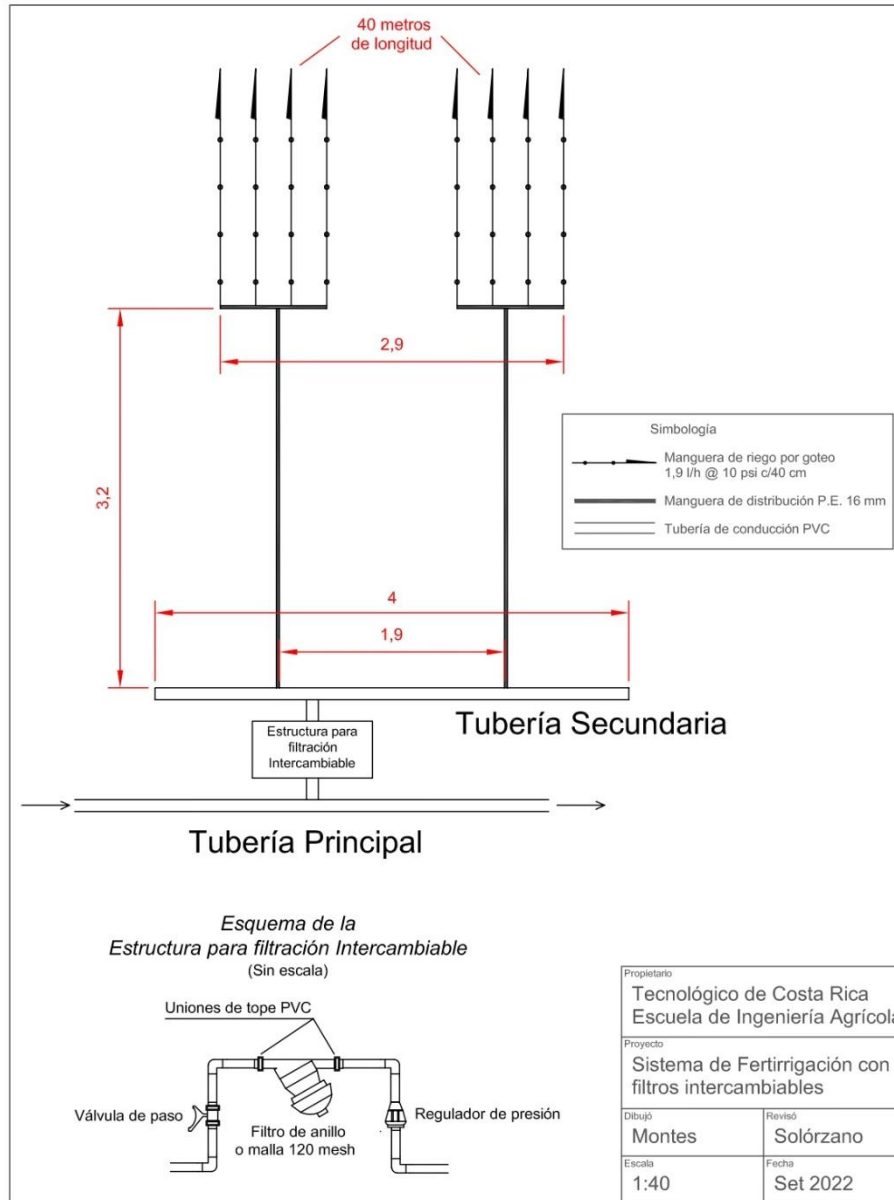 40 metros
de longitud
2,9
3,2
Simbología
Manguera de riego por goteo
1,9 l/h @ 10 psi c/40 cm
Manguera de distribución P.E. 16 mm
Tubería de conducción PVC
4
1,9
Tubería Secundaria
Estructura para
filtración
Intercambiable
Tubería Principal
Esquema de la
Estructura para filtración Intercambiable
(Sin escala)
Uniones de tope PVC
Válvula de paso
Filtro de anillo
o malla 120 mesh
Regulador de presión
Propietario
Tecnológico de Costa Rica
Escuela de Ingeniería Agrícola
Proyecto
Sistema de Fertirrigación con
filtros intercambiables
Dibujó
Montes
Revisó
Solórzano
Escala
1:40
Fecha
Set 2022